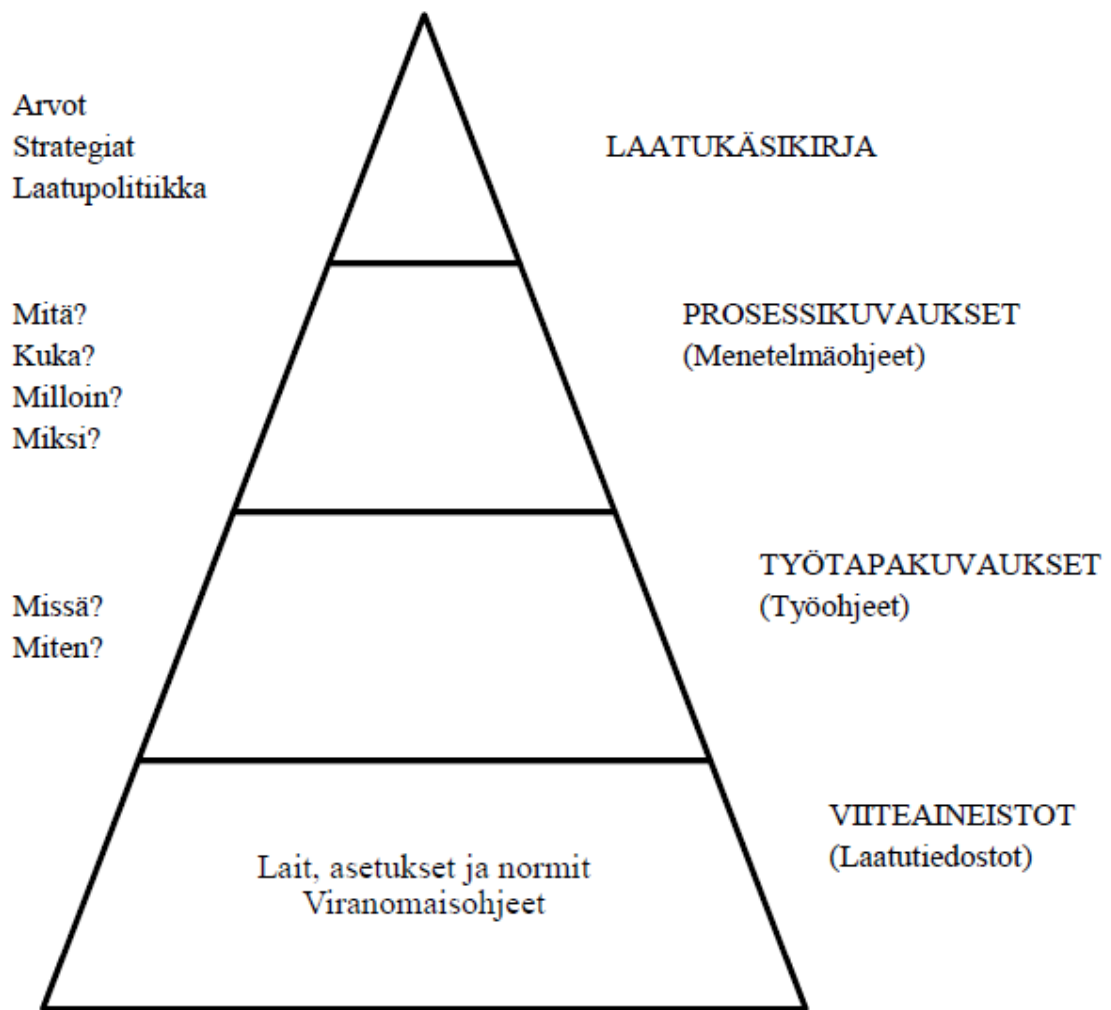 Arvot
Strategiat
Laatupolitiikka
LAATUKÄSIKIRJA
Mitä?
Kuka?
Milloin?
Miksi?
PROSESSIKUVAUKSET
(Menetelmäohjeet)
Missä?
Miten?
TYÖTAPAKUVAUKSET
(Työohjeet)
Lait, asetukset ja normit
Viranomaisohjeet
VIITEAINEISTOT
(Laatutiedostot)